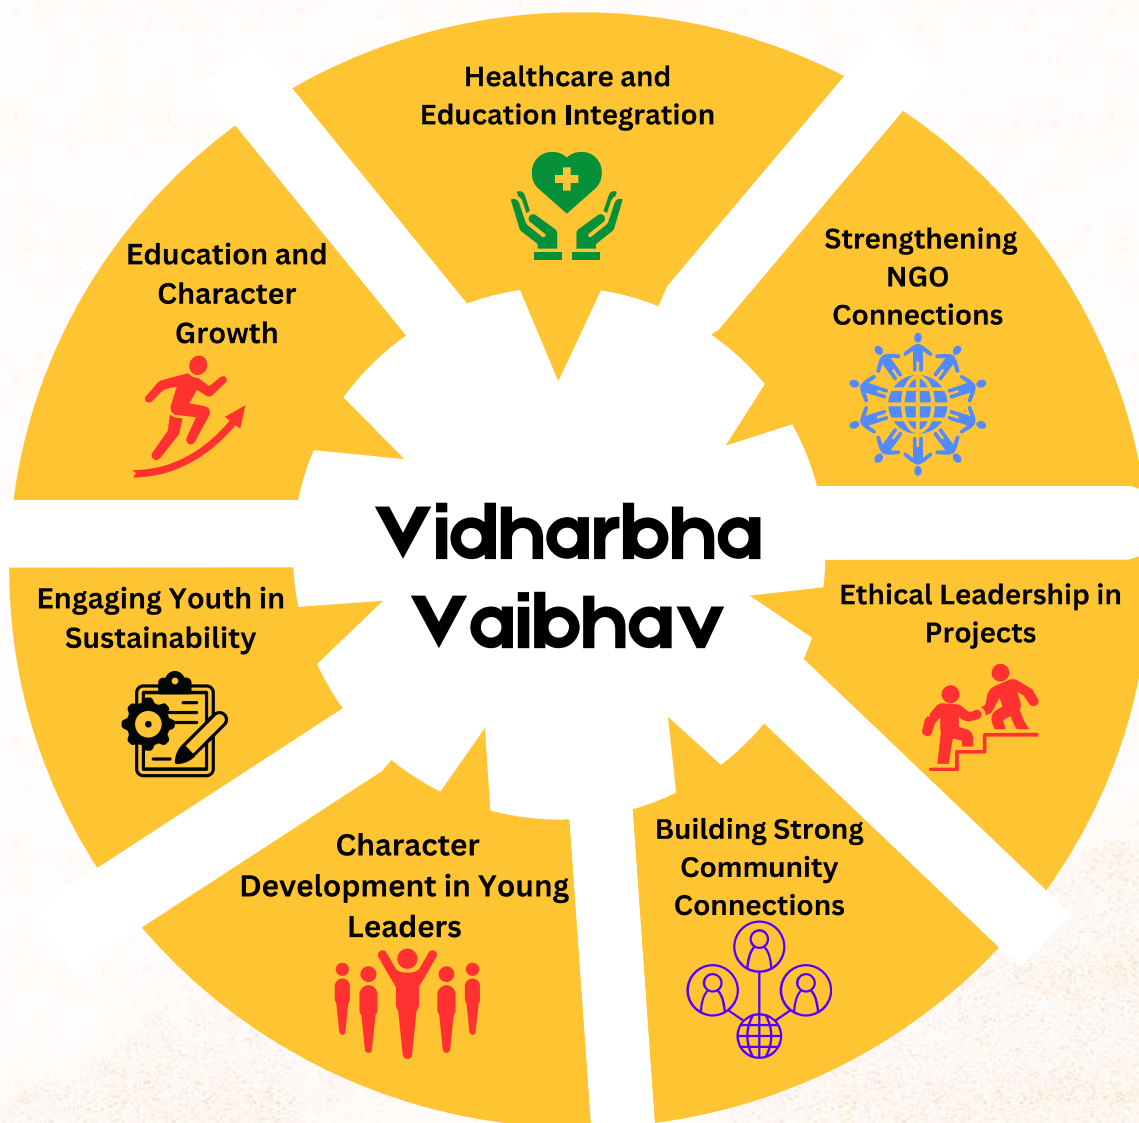 Healthcare and
Education Integration
Strengthening
NGO
Connections
Ethical Leadership in
Projects
Building Strong
Community
Connections
Character
Development in Young
Leaders
Engaging Youth in
Sustainability
Education and
Character
Growth
Vidharbha
Vaibhav